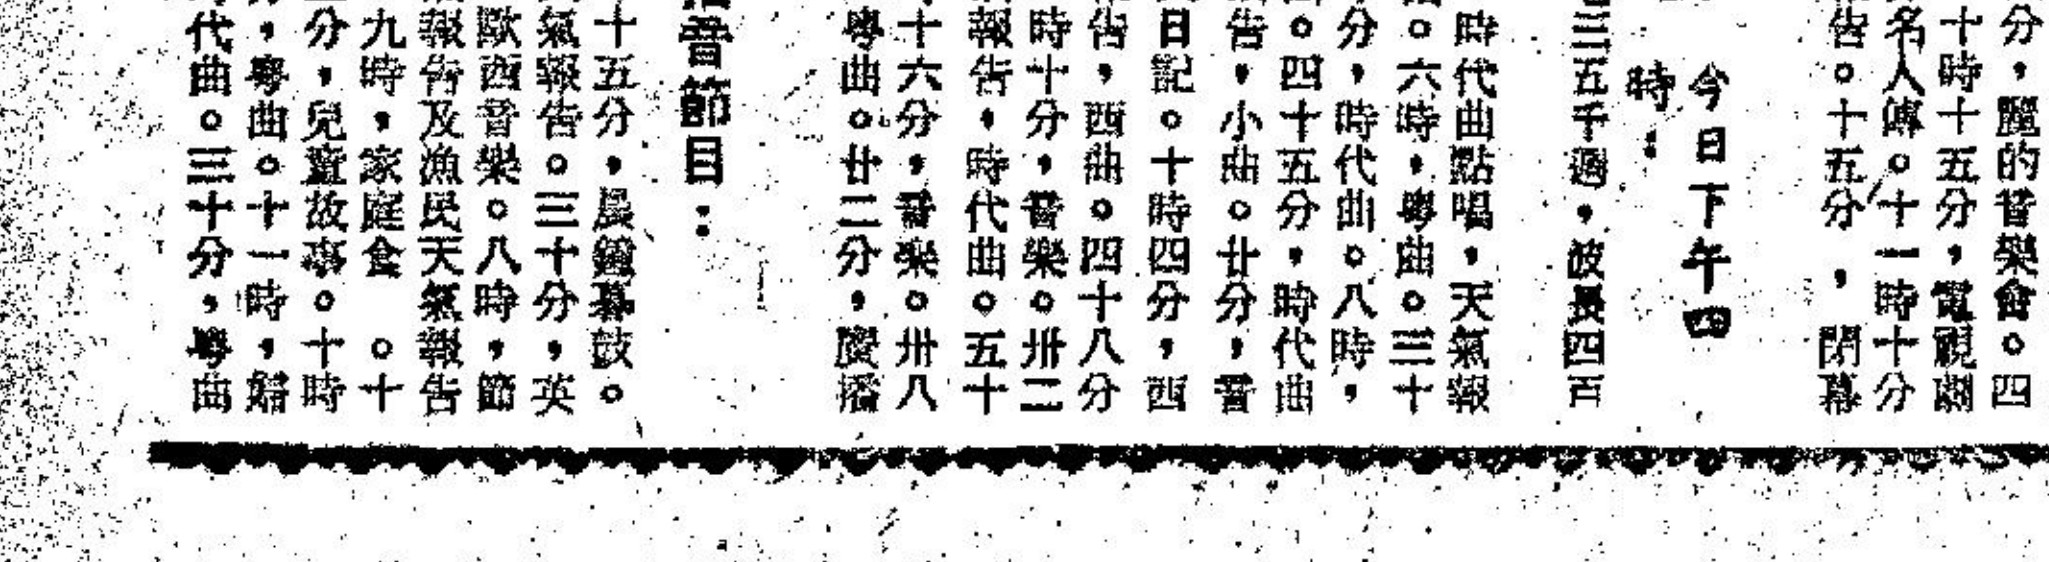 分，麗的音樂會。四
十時十五分，電視劇
名人傳。十一時十分
告。十五分，閉幕
今日下午四
時：
三五千週，波長四百
時代曲點唱，天氣報
。六時，粵曲。三十
分，時代曲。八時，
。四十五分，時代曲
告，小曲。廿分，音
日記。十時四分，西
告，西曲。四十八分
時十分，音樂。卅二
報告，時代曲。五十
十六分，音樂。卅八
粵曲。廿二分，廣播
音節目：
十五分，晨鐘暮鼓。
氣報告。三十分，英
歐西音樂。八時，節
報告及漁民天氣報告
九時，家庭食。十
分，兒童故事。十時
，粵曲。十一時，
代曲。三十分，粵曲